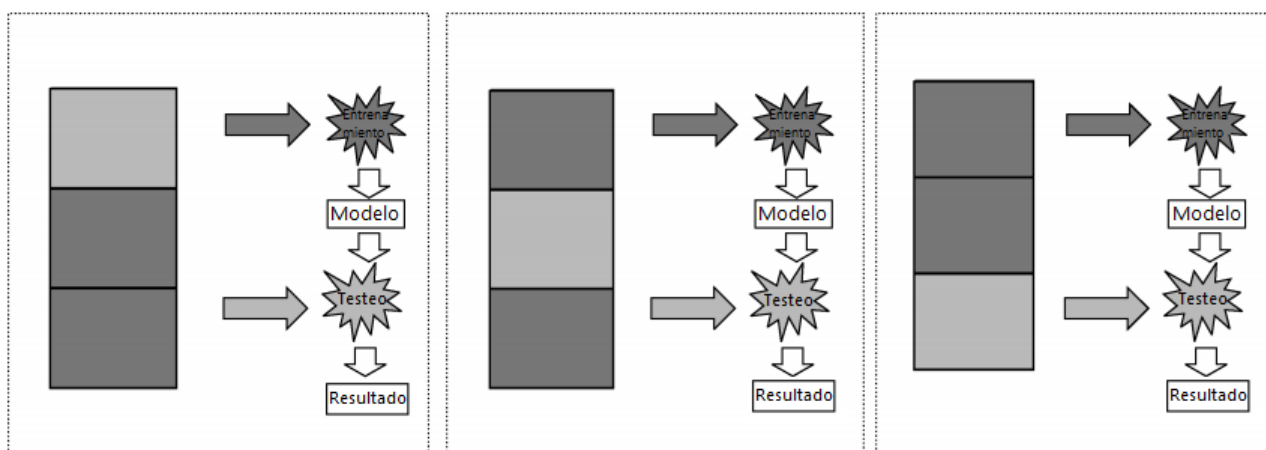 Entrena
miento
Modelo
Testeo
Resultado
Entrena
miento
Modelo
Testeo
Resultado
Entrena
miento
Modelo
Testeo
Resultado